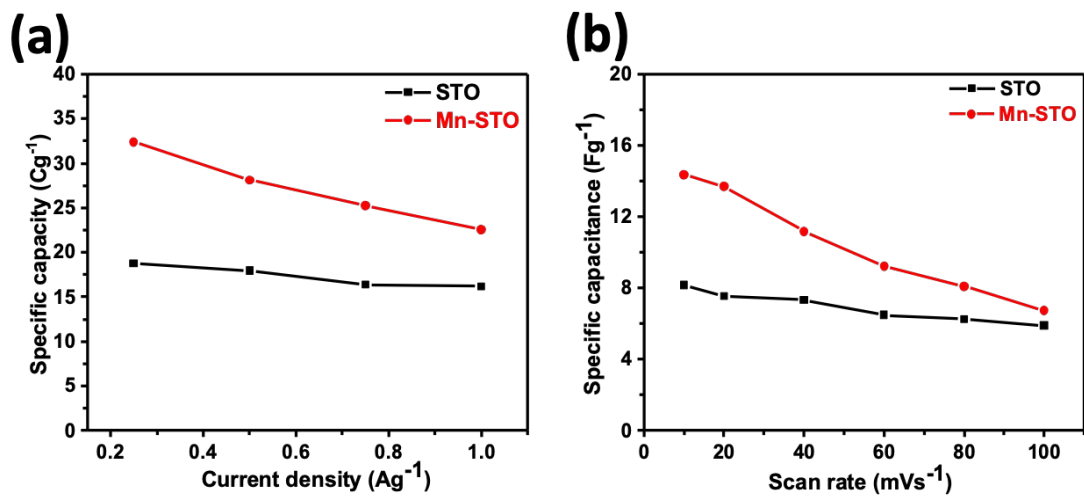 (a)
STO
Mn-STO
Specific capacity (Cg⁻¹)
40
35
30
25
20
15
10
5
0
0.2
0.4
0.6
0.8
1.0
Current density (Ag⁻¹)
(b)
STO
Mn-STO
Specific capacitance (Fg⁻¹)
20
16
12
8
4
0
0
20
40
60
80
100
Scan rate (mVs⁻¹)